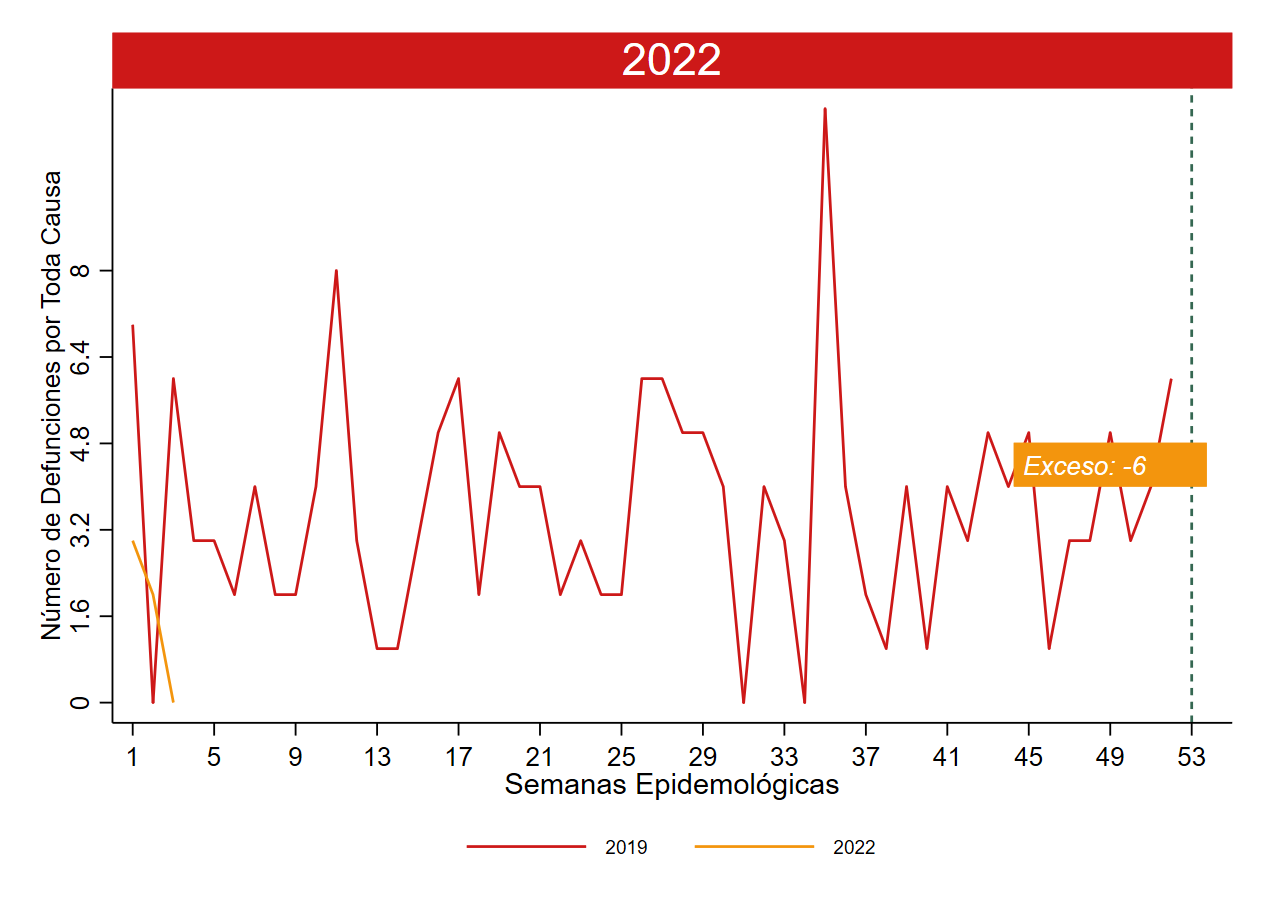 2022
Número de Defunciones por Toda Causa
8
6.4
4.8
3.2
1.6
0
Exceso: -6
1 5 9 13 17 21 25 29 33 37 41 45 49 53
Semanas Epidemológicas
2019 2022